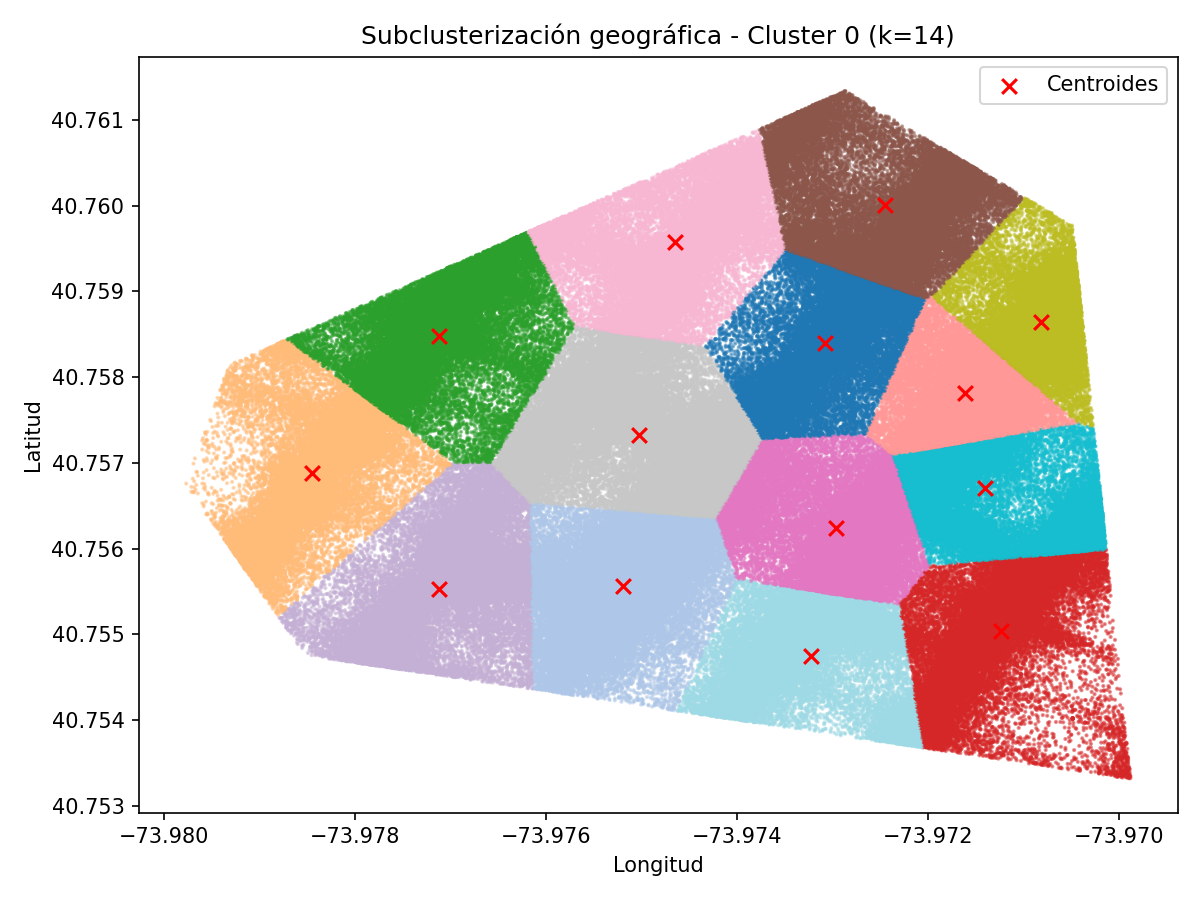 Subclusterización geográfica - Cluster 0 (k=14)
Centroides
40.761
40.760
40.759
40.758
40.757
40.756
40.755
40.754
40.753
Latitud
−73.980 −73.978 −73.976 −73.974 −73.972 −73.970
Longitud